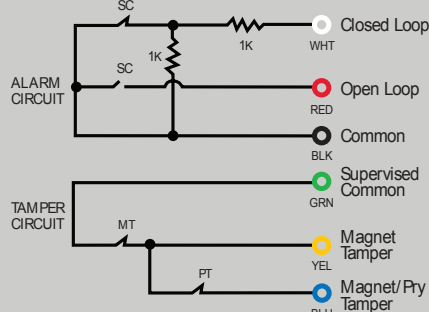 SC
1K
1K
WHT
Closed Loop
SC
ALARM
CIRCUIT
RED
Open Loop
BLK
Common
GRN
Supervised
Common
TAMPER
CIRCUIT
MT
YEL
Magnet
Tamper
PT
BLU
Magnet/Pry
Tamper